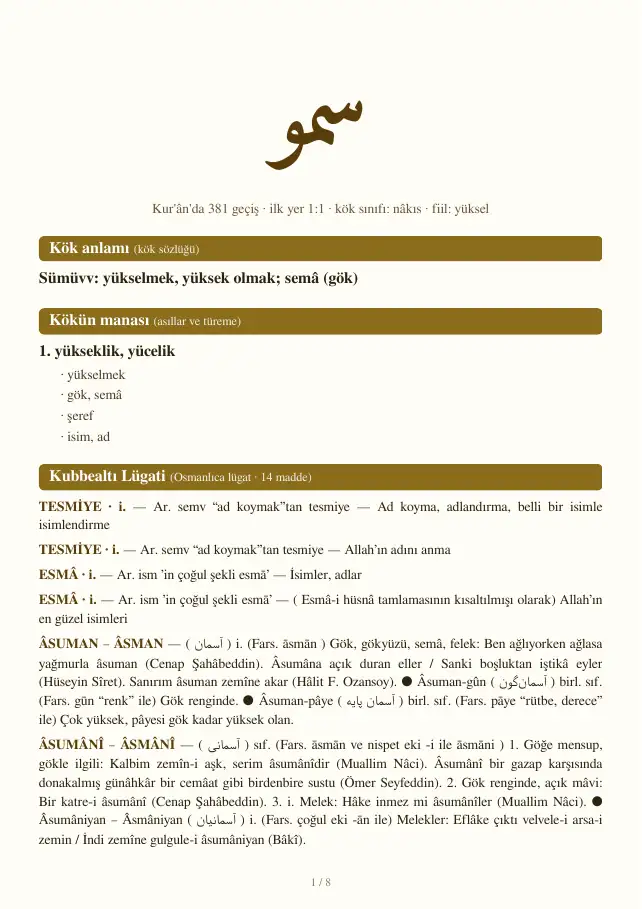 سمو
Kur'ân'da 381 geçiş · ilk yer 1:1 · kök sınıfı: nâkıs · fiil: yüksel
Kök anlamı (kök sözlüğü)
Sümüvv: yükselmek, yüksek olmak; semâ (gök)
Kökün manası (asıllar ve türeme)
1. yükseklik, yücelik
· yükselmek
· gök, semâ
· şeref
· isim, ad
Kubbealtı Lügati (Osmanlıca lügat · 14 madde)
TESMİYE · i. — Ar. semv “ad koymak”tan tesmiye — Ad koyma, adlandırma, belli bir isimle
isimlendirme
TESMİYE · i. — Ar. semv “ad koymak”tan tesmiye — Allah’ın adını anma
ESMÂ · i. — Ar. ism ’in çoğul şekli esmā’ — İsimler, adlar
ESMÂ · i. — Ar. ism ’in çoğul şekli esmā’ — ( Esmâ-i hüsnâ tamlamasının kısaltılmışı olarak) Allah’ın
en güzel isimleri
ÂSUMAN – ÂSMAN — ( آسمان ) i. (Fars. āsmān ) Gök, gökyüzü, semâ, felek: Ben ağlıyorken ağlasa
yağmurla âsuman (Cenap Şahâbeddin). Âsumâna açık duran eller / Sanki boşluktan iştikâ eyler
(Hüseyin Sîret). Sanırım âsuman zemîne akar (Hâlit F. Ozansoy). ● Âsuman-gûn ( آسمان‌گون ) birl. sıf.
(Fars. gūn “renk” ile) Gök renginde. ● Âsuman-pâye ( آسمان پایه ) birl. sıf. (Fars. pāye “rütbe, derece”
ile) Çok yüksek, pâyesi gök kadar yüksek olan.
ÂSUMÂNÎ – ÂSMÂNÎ — ( آسمانى ) sıf. (Fars. āsmān ve nispet eki -і ile āsmāni ) 1. Göğe mensup,
gökle ilgili: Kalbim zemîn-i aşk, serim âsumânîdir (Muallim Nâci). Âsumânî bir gazap karşısında
donakalmış günâhkâr bir cemâat gibi birdenbire sustu (Ömer Seyfeddin). 2. Gök renginde, açık mâvi:
Bir katre-i âsumânî (Cenap Şahâbeddin). 3. i. Melek: Hâke inmez mi âsumânîler (Muallim Nâci). ●
Âsumâniyan – Âsmâniyan ( آسمانیان ) i. (Fars. çoğul eki -ān ile) Melekler: Eflâke çıktı velvele-i arsa-i
zemin / İndi zemîne gulgule-i âsumâniyan (Bâkî).
1 / 8